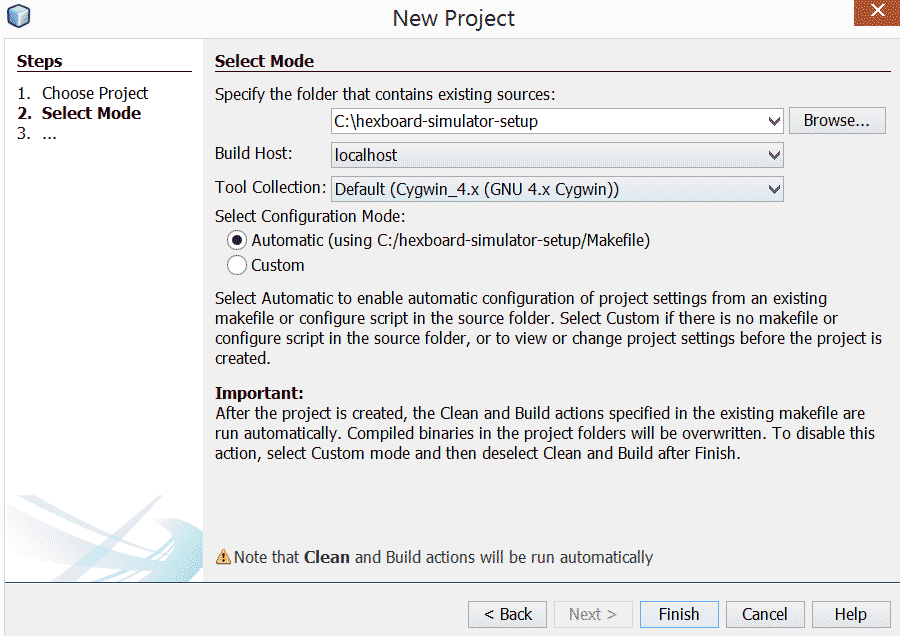 New Project
Steps
1. Choose Project
2. Select Mode
3. ...
Select Mode
Specify the folder that contains existing sources:
C:\hexboard-simulator-setup
Browse...
Build Host: localhost
Tool Collection: Default (Cygwin_4.x (GNU 4.x Cygwin))
Select Configuration Mode:
Automatic (using C:/hexboard-simulator-setup/Makefile)
Custom
Select Automatic to enable automatic configuration of project settings from an existing
makefile or configure script in the source folder. Select Custom if there is no makefile or
configure script in the source folder, or to view or change project settings before the project is
created.
Important:
After the project is created, the Clean and Build actions specified in the existing makefile are
run automatically. Compiled binaries in the project folders will be overwritten. To disable this
action, select Custom mode and then deselect Clean and Build after Finish.
Note that Clean and Build actions will be run automatically
< Back
Next >
Finish
Cancel
Help